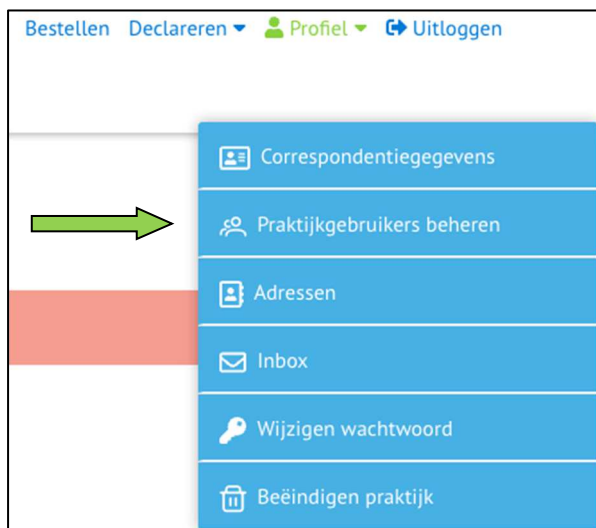 Bestellen Declareren Profiel Uitloggen
Correspondentiegegevens
Praktijkgebruikers beheren
Adressen
Inbox
Wijzigen wachtwoord
Beëindigen praktijk